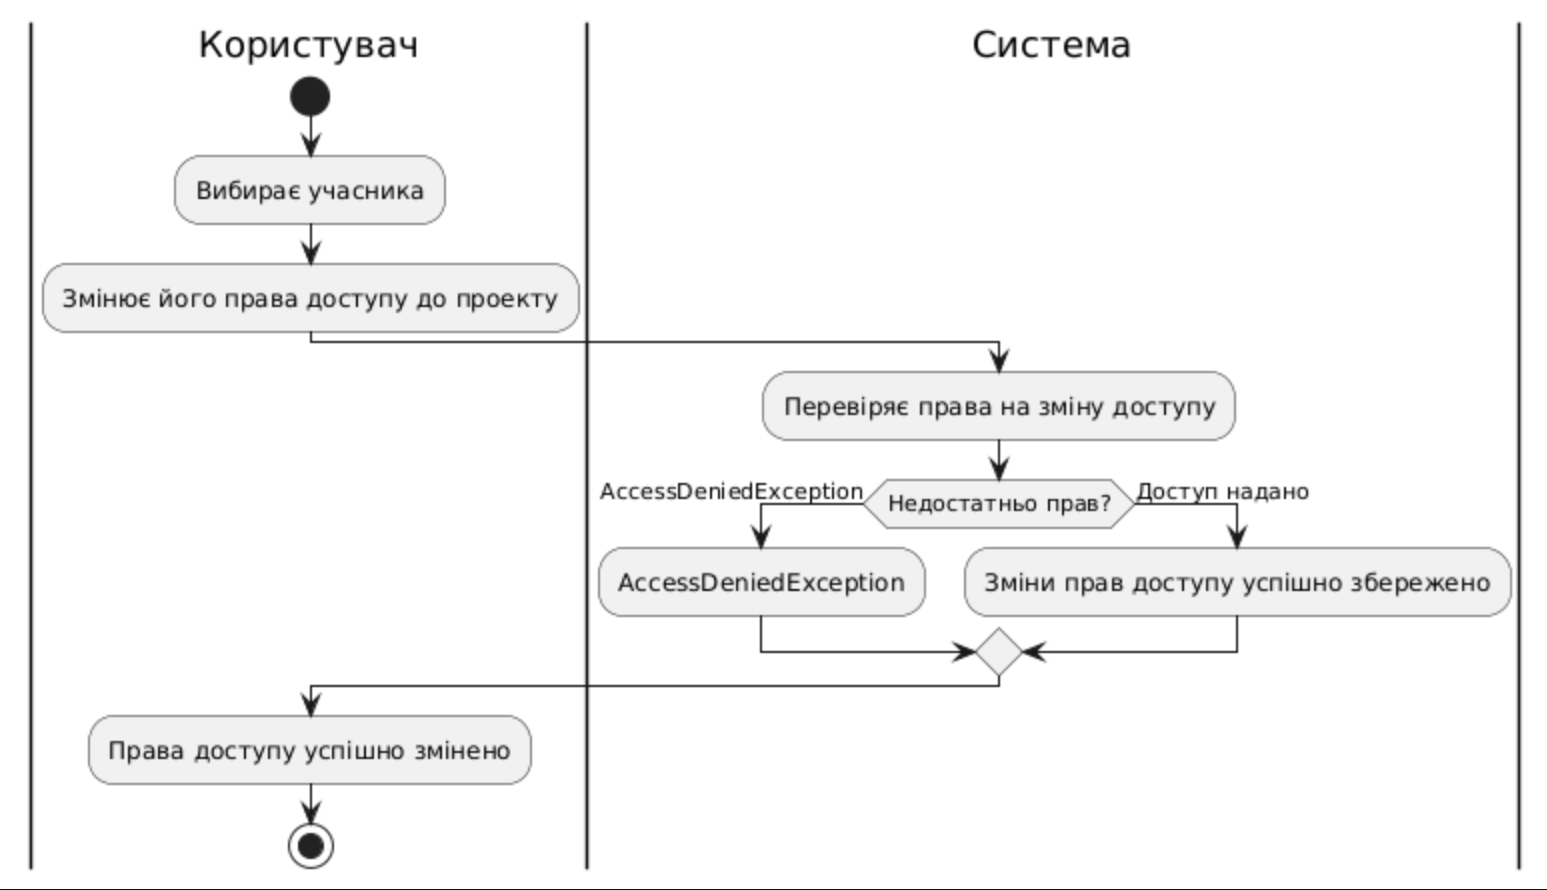 Користувач
Система
Вибирає учасника
Змінює його права доступу до проекту
Перевіряє права на зміну доступу
AccessDeniedException
Недостатньо прав?
Доступ надано
AccessDeniedException
Зміни прав доступу успішно збережено
Права доступу успішно змінено